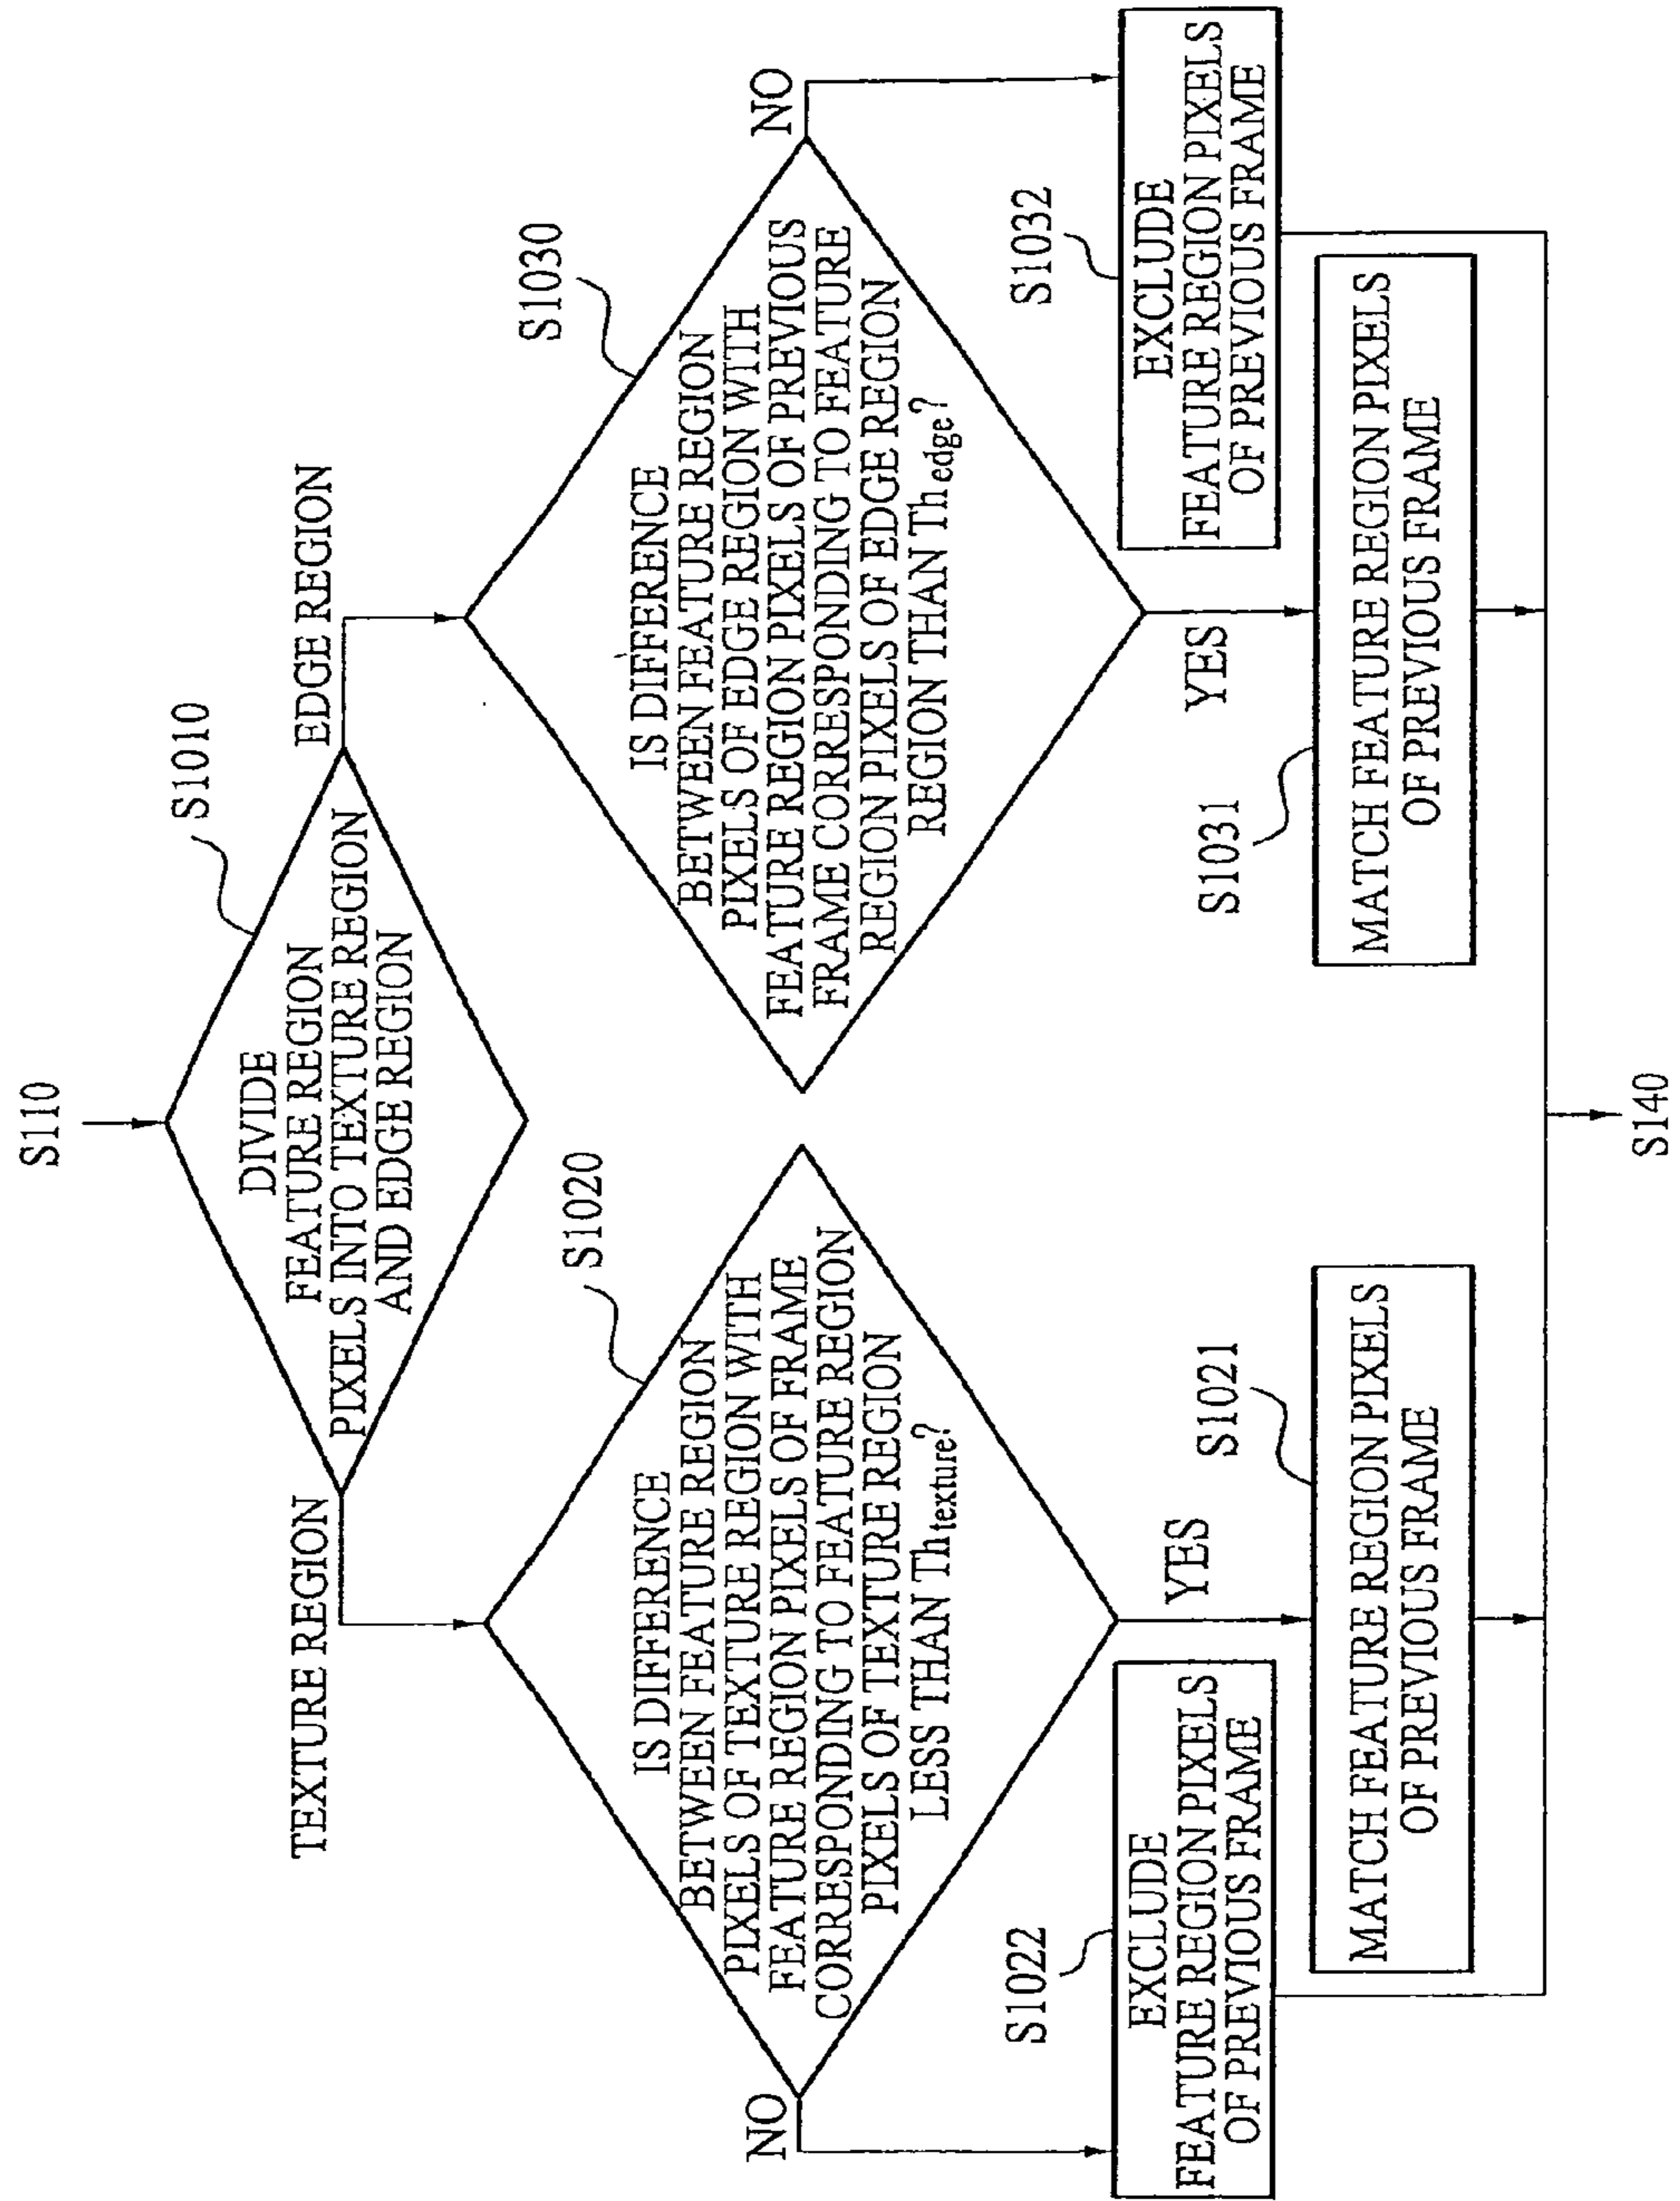 S110
DIVIDE
FEATURE REGION
PIXELS INTO TEXTURE REGION
AND EDGE REGION
S1010
TEXTURE REGION
EDGE REGION
IS DIFFERENCE
BETWEEN FEATURE REGION
PIXELS OF TEXTURE REGION WITH
FEATURE REGION PIXELS OF FRAME
CORRESPONDING TO FEATURE REGION
PIXELS OF TEXTURE REGION
LESS THAN Thtexture?
S1020
IS DIFFERENCE
BETWEEN FEATURE REGION
PIXELS OF EDGE REGION WITH
FEATURE REGION PIXELS OF PREVIOUS
FRAME CORRESPONDING TO FEATURE
REGION PIXELS OF EDGE REGION
REGION THAN Thedge?
S1030
NO
YES
YES
NO
S1022
EXCLUDE
FEATURE REGION PIXELS
OF PREVIOUS FRAME
S1021
MATCH FEATURE REGION PIXELS
OF PREVIOUS FRAME
S1031
MATCH FEATURE REGION PIXELS
OF PREVIOUS FRAME
S1032
EXCLUDE
FEATURE REGION PIXELS
OF PREVIOUS FRAME
S140